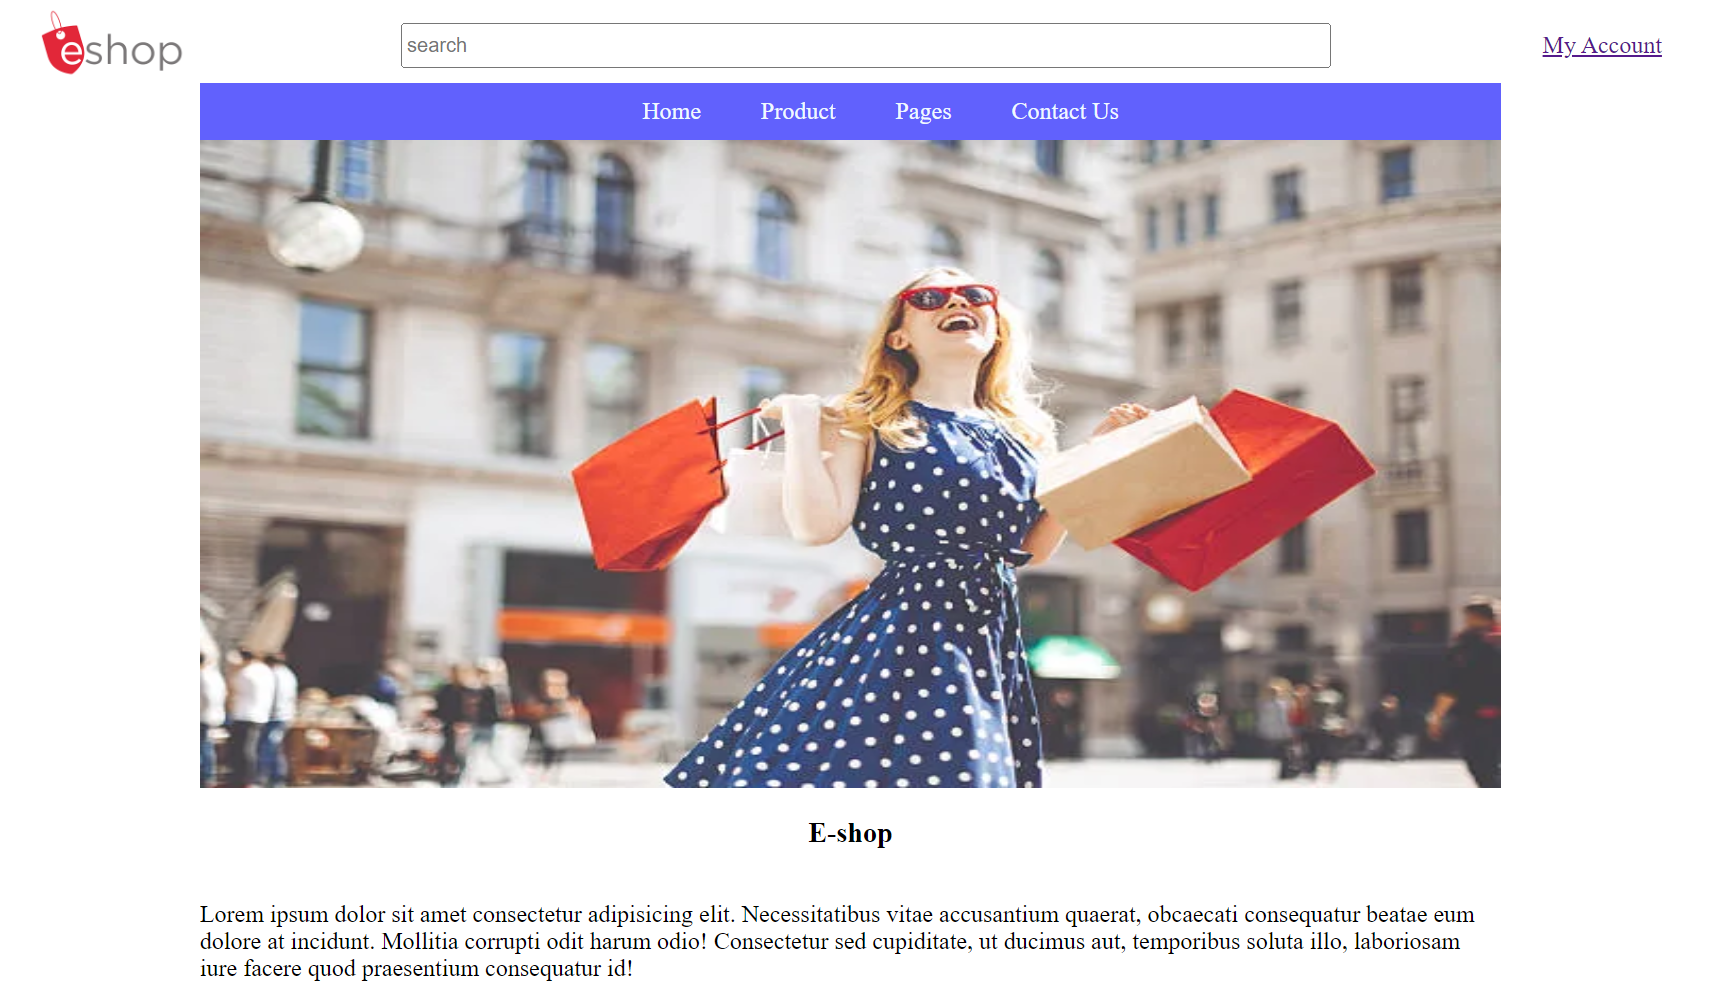 eshop
search
My Account
Home Product Pages Contact Us
E-shop
Lorem ipsum dolor sit amet consectetur adipisicing elit. Necessitatibus vitae accusantium quaerat, obcaecati consequatur beatae eum
dolore at incidunt. Mollitia corrupti odit harum odio! Consectetur sed cupiditate, ut ducimus aut, temporibus soluta illo, laboriosam
iure facere quod praesentium consequatur id!